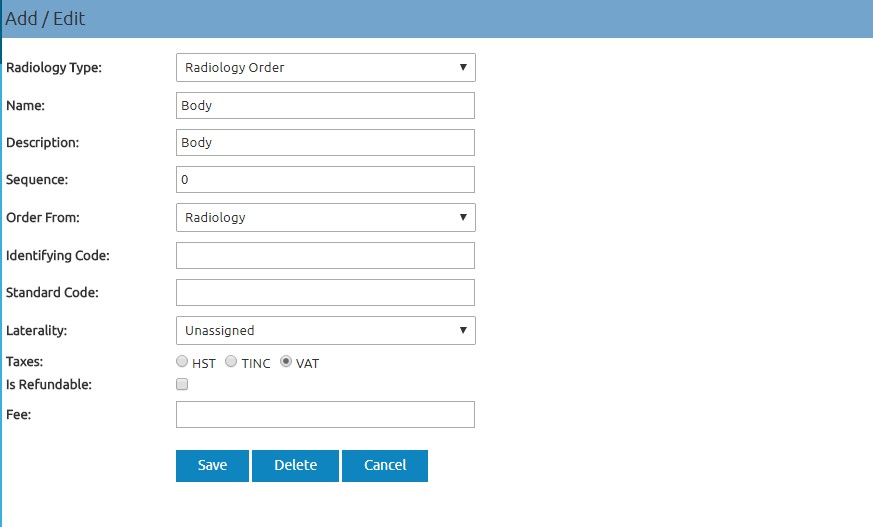 Add / Edit
Radiology Type: Radiology Order
Name: Body
Description: Body
Sequence: 0
Order From: Radiology
Identifying Code:
Standard Code:
Laterality: Unassigned
Taxes: HST TINC VAT
Is Refundable:
Fee:
Save Delete Cancel